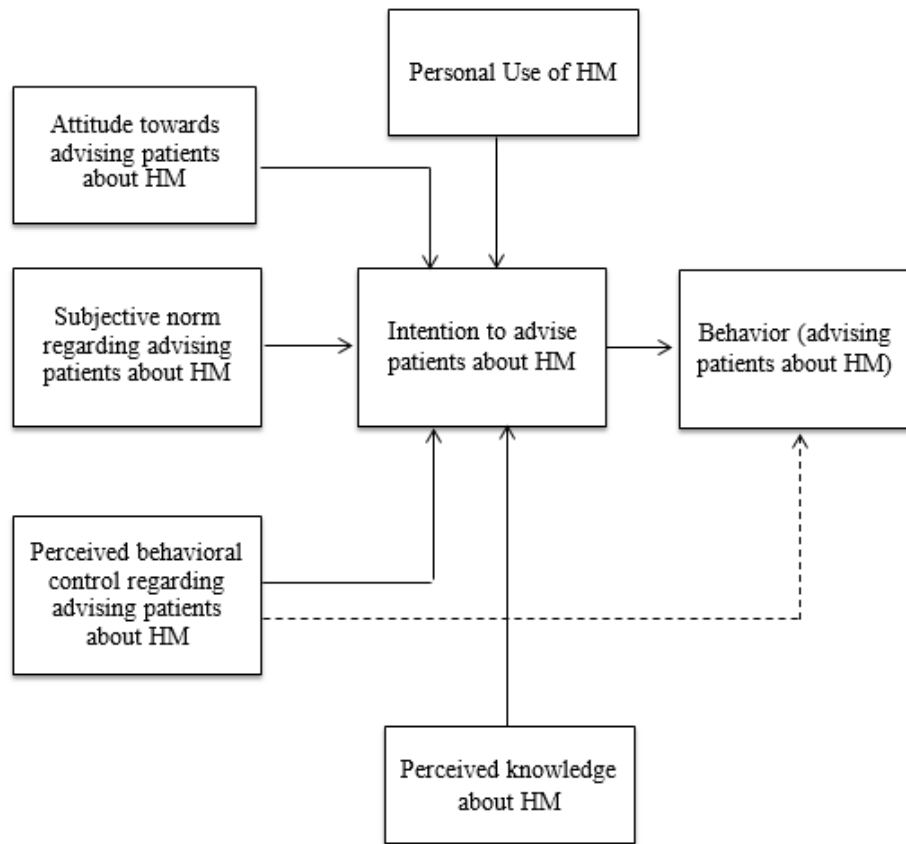 Personal Use of HM
Attitude towards
advising patients
about HM
Subjective norm
regarding advising
patients about HM
Intention to advise
patients about HM
Behavior (advising
patients about HM)
Perceived behavioral
control regarding
advising patients
about HM
Perceived knowledge
about HM